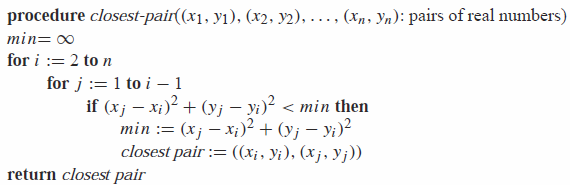 procedure closest-pair((x₁, y₁), (x₂, y₂), . . . , (xₙ, yₙ): pairs of real numbers)
min= ∞
for i := 2 to n
for j := 1 to i − 1
if (xⱼ − xᵢ)² + (yⱼ − yᵢ)² < min then
min := (xⱼ − xᵢ)² + (yⱼ − yᵢ)²
closest pair := ((xᵢ, yᵢ), (xⱼ, yⱼ))
return closest pair